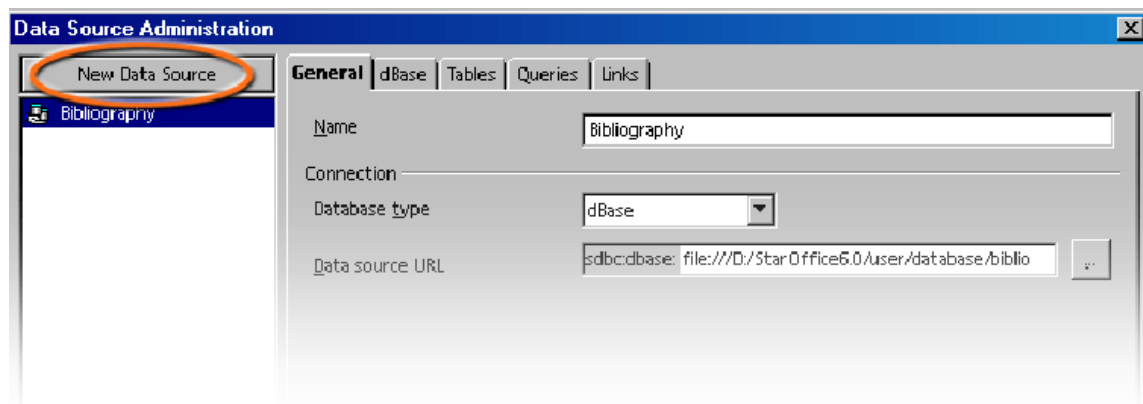 Data Source Administration
New Data Source
Bibliography
General dBase Tables Queries Links
Name Bibliography
Connection
Database type dBase
Data source URL sdbc:dbase: file:///D:/StarOffice6.0/user/database/biblio ...